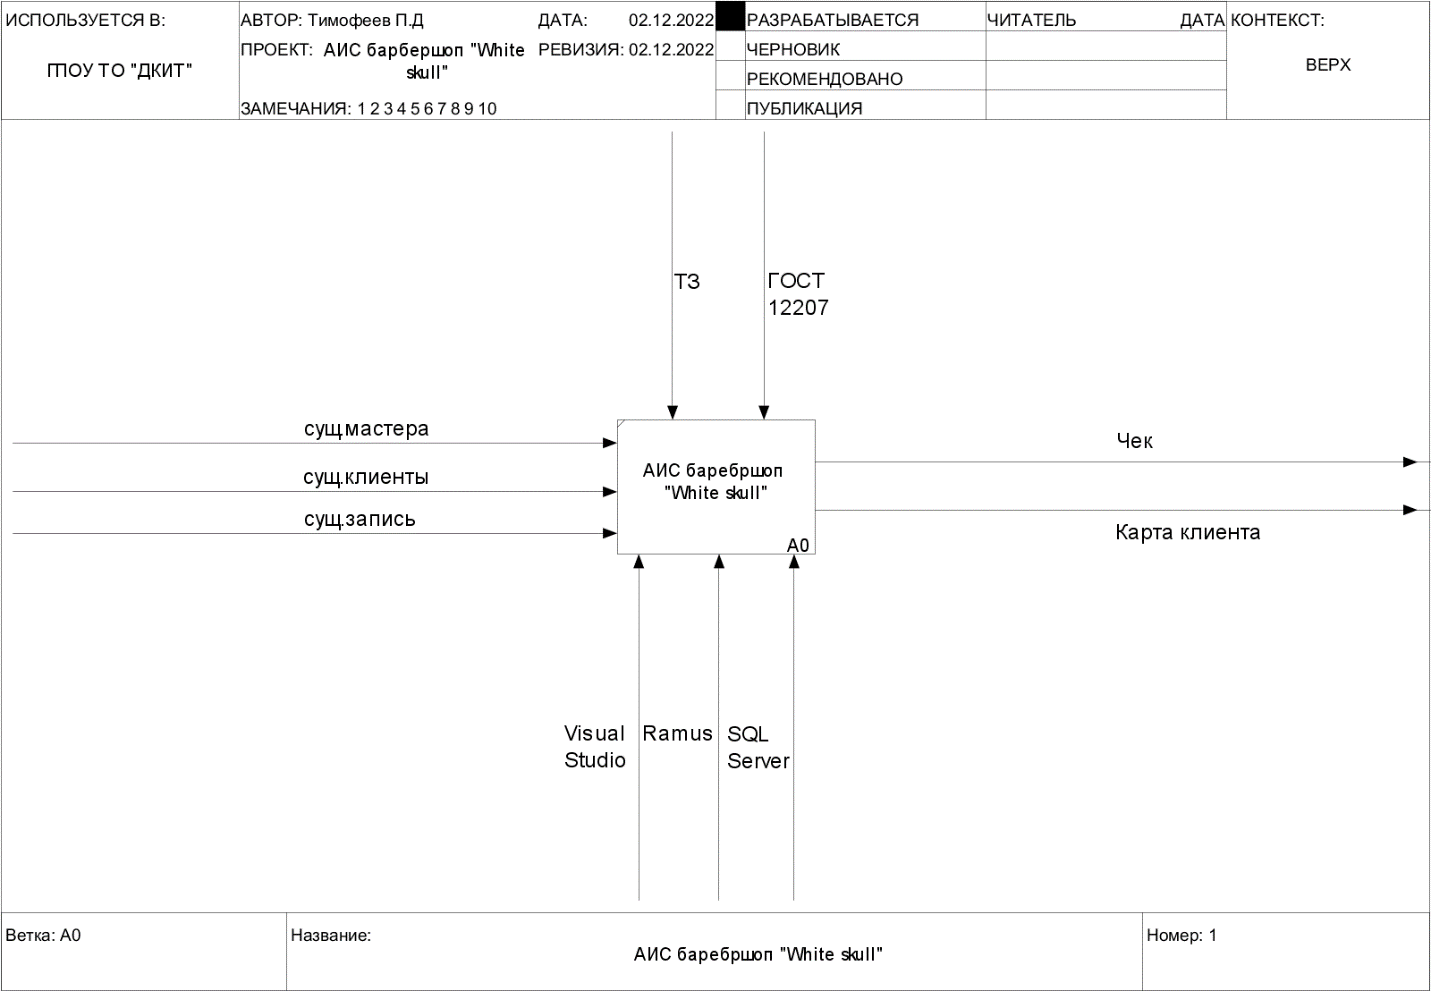 ИСПОЛЬЗУЕТСЯ В:
ГПОУ ТО "ДКИТ"
АВТОР: Тимофеев П.Д
ДАТА: 02.12.2022
ПРОЕКТ: АИС барбершоп "White
skull"
РЕВИЗИЯ: 02.12.2022
ЗАМЕЧАНИЯ: 1 2 3 4 5 6 7 8 9 10
РАЗРАБАТЫВАЕТСЯ
ЧЕРНОВИК
РЕКОМЕНДОВАНО
ПУБЛИКАЦИЯ
ЧИТАТЕЛЬ
ДАТА
КОНТЕКСТ:
ВЕРХ
ТЗ
ГОСТ
12207
сущ.мастера
сущ.клиенты
сущ.запись
АИС баребршоп
"White skull"
A0
Чек
Карта клиента
Visual
Studio
Ramus
SQL
Server
Ветка: A0
Название:
АИС баребршоп "White skull"
Номер: 1